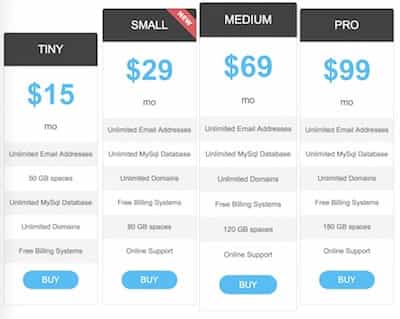 TINY
$15
mo
Unlimited Email Addresses
50 GB spaces
Unlimited MySql Database
Unlimited Domains
Free Billing Systems
BUY
SMALL
NEW
$29
mo
Unlimited Email Addresses
Unlimited MySql Database
Unlimited Domains
Free Billing Systems
80 GB spaces
Online Support
BUY
MEDIUM
$69
mo
Unlimited Email Addresses
Unlimited MySql Database
Unlimited Domains
Free Billing Systems
120 GB spaces
Online Support
BUY
PRO
$99
mo
Unlimited Email Addresses
Unlimited MySql Database
Unlimited Domains
Free Billing Systems
180 GB spaces
Online Support
BUY